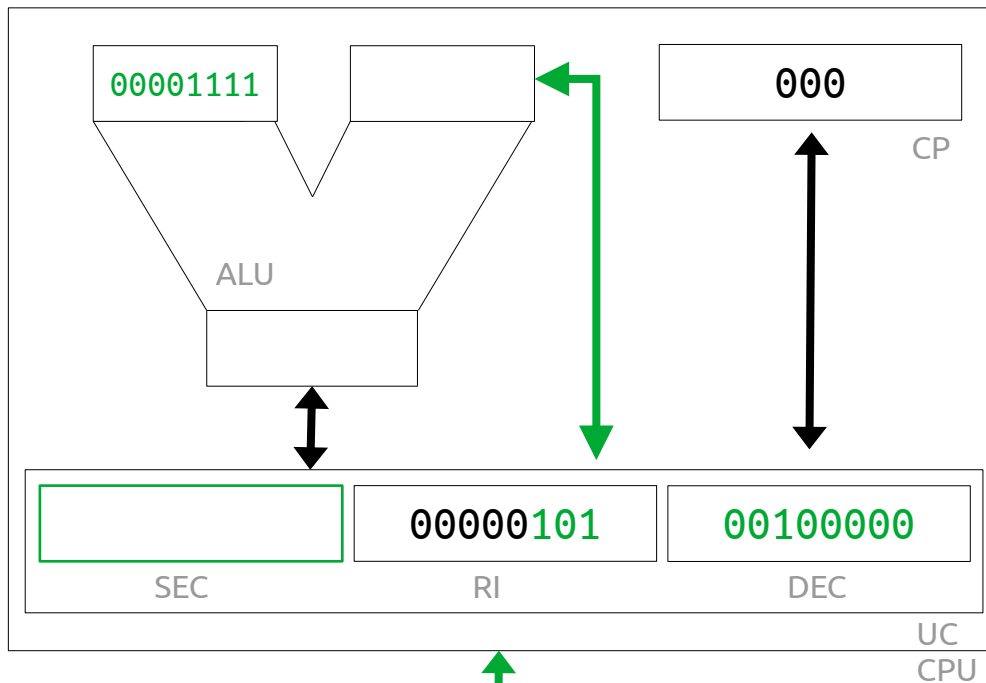 00001111
000
CP
ALU
00000101
00100000
SEC
RI
DEC
UC
CPU